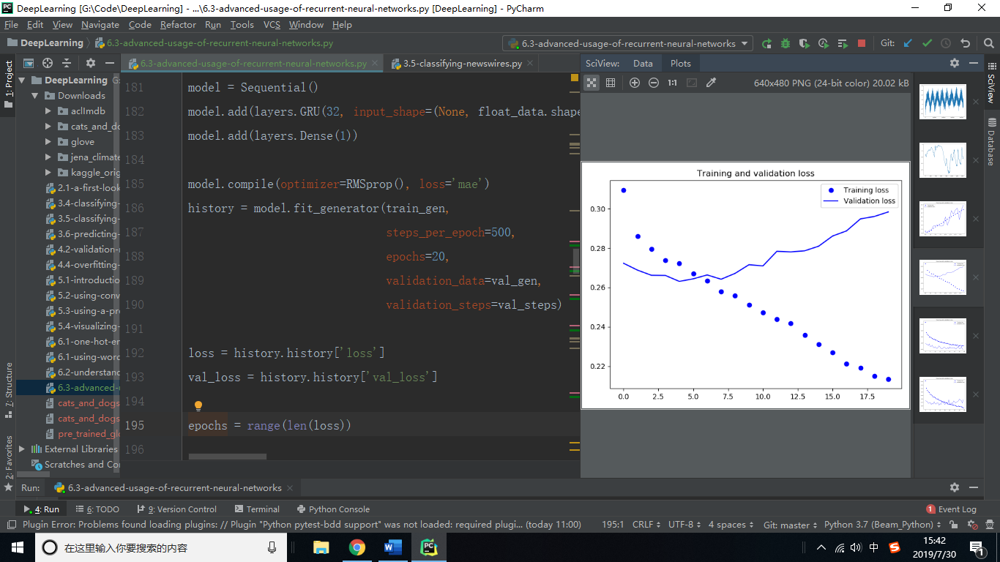 DeepLearning [G:\Code\DeepLearning] - ...\6.3-advanced-usage-of-recurrent-neural-networks.py [DeepLearning] - PyCharm
File Edit View Navigate Code Refactor Run Tools VCS Window Help
DeepLearning 6.3-advanced-usage-of-recurrent-neural-networks.py 6.3-advanced-usage-of-recurrent-neural-networks Git:
1: Project
7: Structure
2: Favorites
DeepLearning G:
Downloads
aclImdb
cats_and_do
glove
jena_climate
kaggle_orig
2.1-a-first-look
3.4-classifying-
3.5-classifying-
3.6-predicting-
4.2-validation-
4.4-overfitting-
5.1-introductio
5.2-using-conv
5.3-using-a-pre
5.4-visualizing-
6.1-one-hot-en
6.1-using-word
6.2-understand
6.3-advanced-
cats_and_dogs
cats_and_dogs
pre_trained_glo
External Libraries
Scratches and Con
6.3-advanced-usage-of-recurrent-neural-networks.py 3.5-classifying-newswires.py
181 model = Sequential()
182 model.add(layers.GRU(32, input_shape=(None, float_data.shape
183 model.add(layers.Dense(1))
184
185 model.compile(optimizer=RMSprop(), loss='mae')
186 history = model.fit_generator(train_gen,
187 steps_per_epoch=500,
188 epochs=20,
189 validation_data=val_gen,
190 validation_steps=val_steps)
191
192 loss = history.history['loss']
193 val_loss = history.history['val_loss']
194
195 epochs = range(len(loss))
196
SciView: Data Plots
1:1 640x480 PNG (24-bit color) 20.02 kB
Training and validation loss
Training loss
Validation loss
0.30
0.28
0.26
0.24
0.22
0.0 2.5 5.0 7.5 10.0 12.5 15.0 17.5
SciView
Database
Run: 6.3-advanced-usage-of-recurrent-neural-networks
4: Run 6: TODO 9: Version Control Terminal Python Console 1 Event Log
Plugin Error: Problems found loading plugins: // Plugin "Python pytest-bdd support" was not loaded: required plugi... (today 11:00) 195:1 CRLF UTF-8 4 spaces Git: master Python 3.7 (Beam_Python)
在这里输入你要搜索的内容
中
15:42
2019/7/30
1